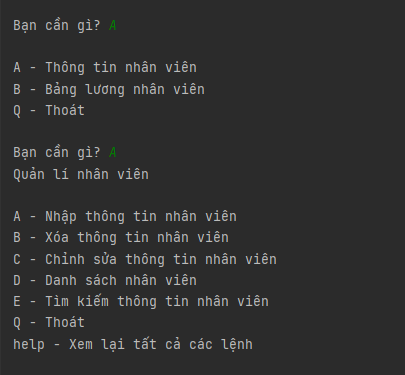 Bạn cần gì? A
A - Thông tin nhân viên
B - Bảng lương nhân viên
Q - Thoát
Bạn cần gì? A
Quản lí nhân viên
A - Nhập thông tin nhân viên
B - Xóa thông tin nhân viên
C - Chỉnh sửa thông tin nhân viên
D - Danh sách nhân viên
E - Tìm kiếm thông tin nhân viên
Q - Thoát
help - Xem lại tất cả các lệnh